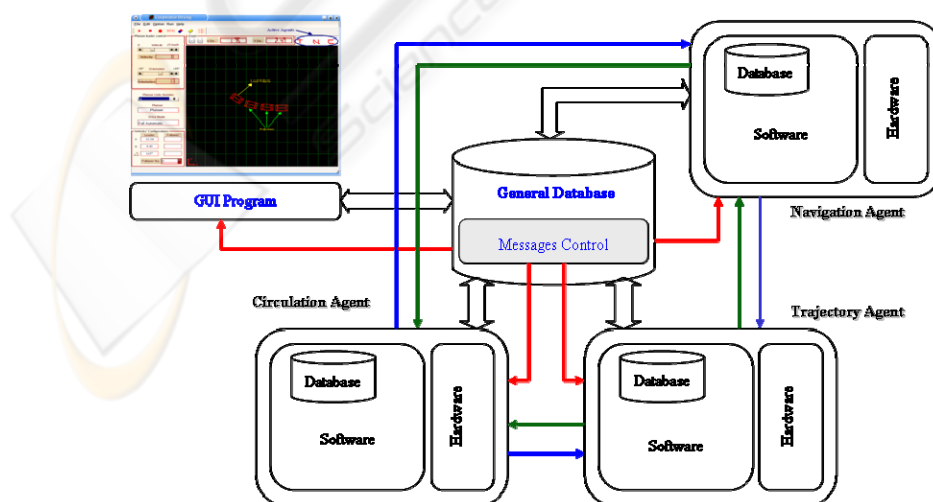 Database
Software
Hardware
Navigation Agent
GUI Program
General Database
Messages Control
Circulation Agent
Trajectory Agent
Database
Software
Hardware
Database
Software
Hardware